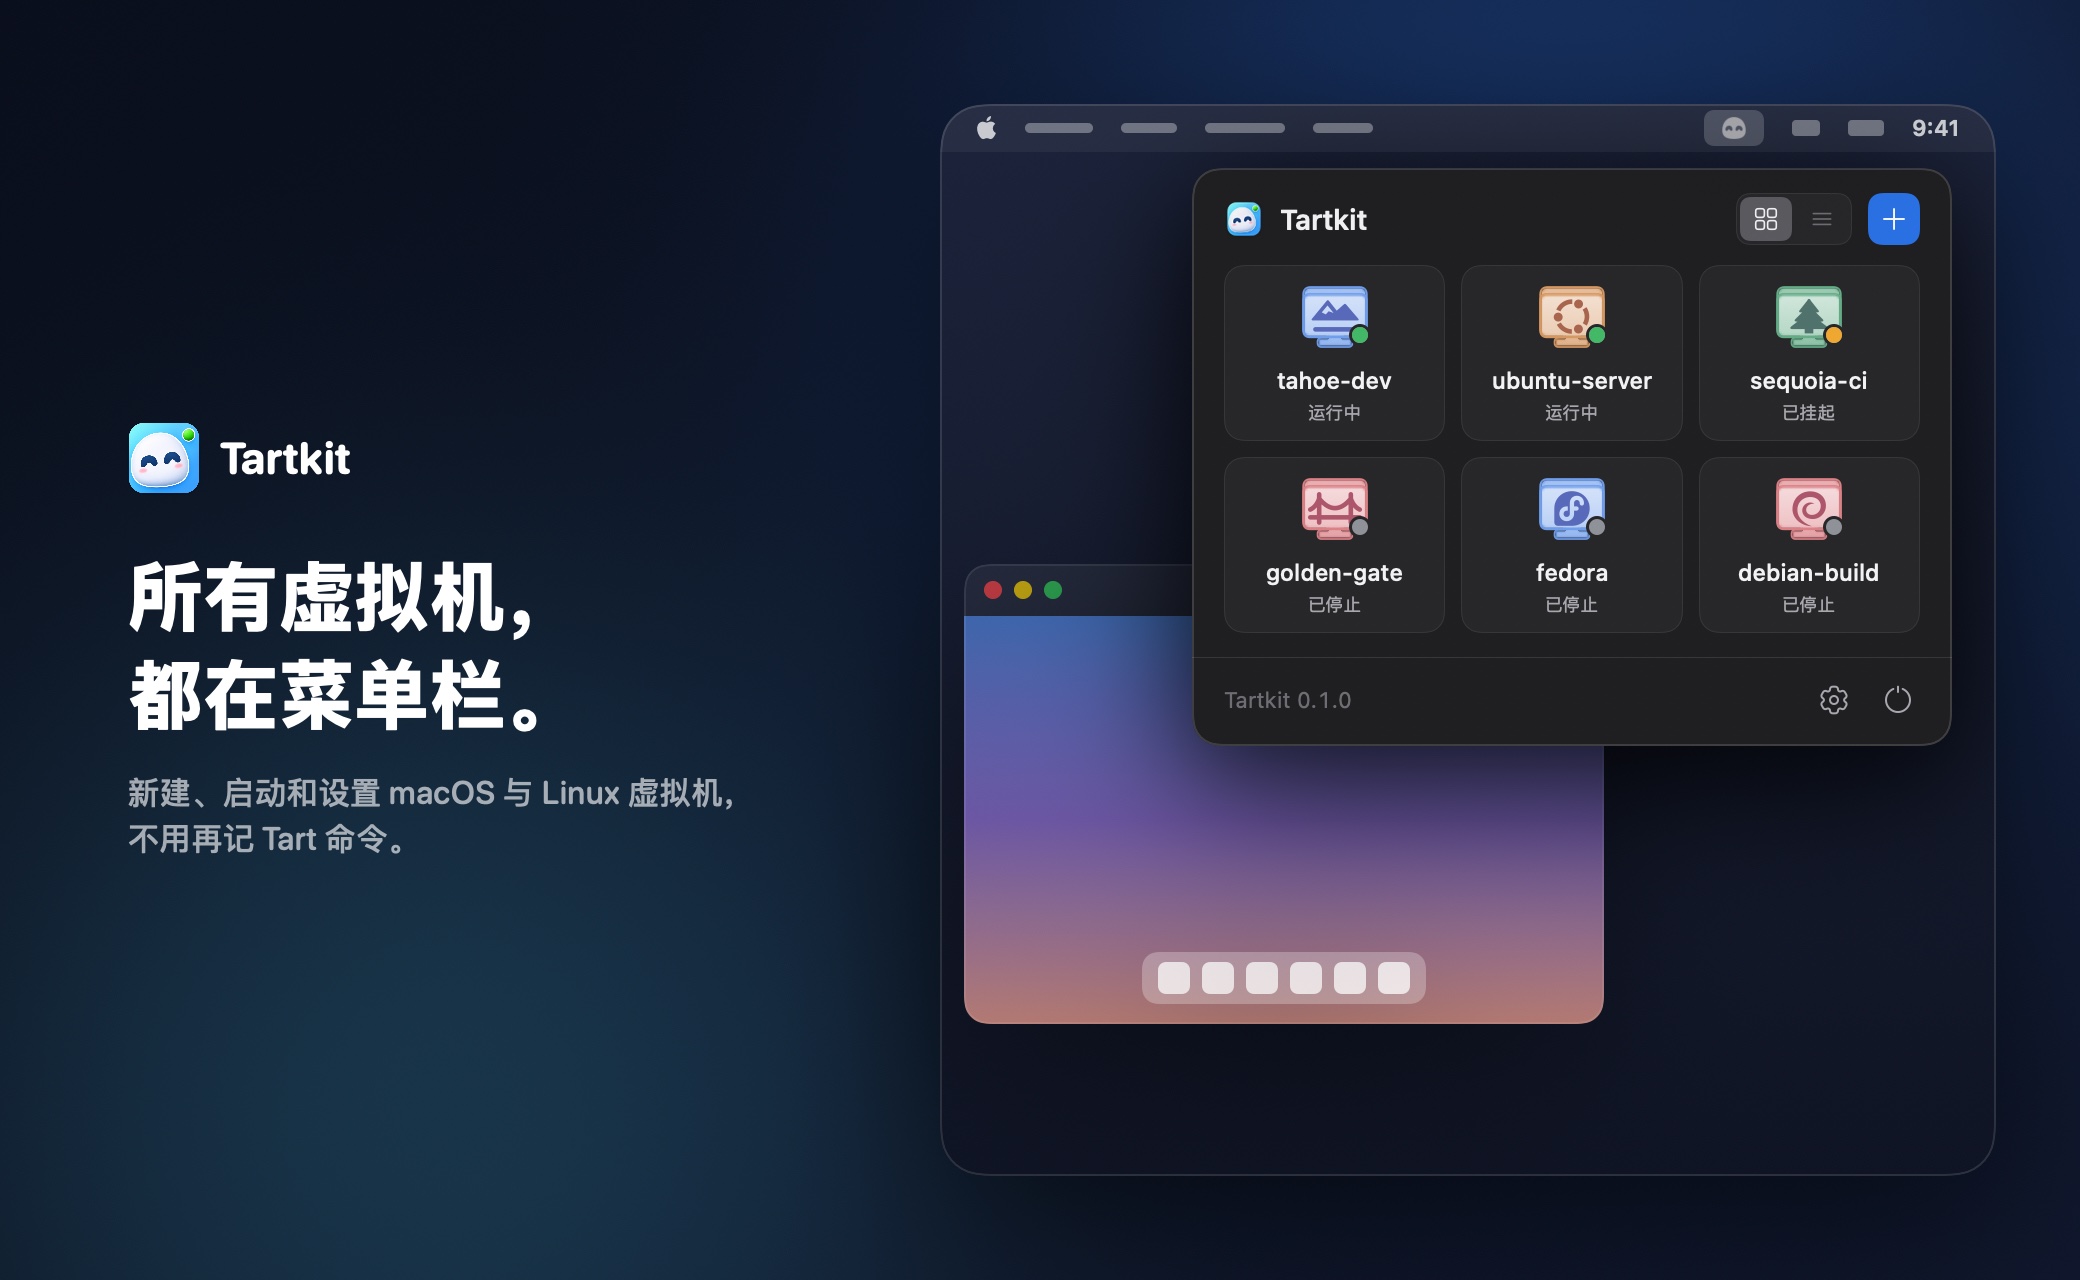 Tartkit
所有虚拟机，
都在菜单栏。
新建、启动和设置 macOS 与 Linux 虚拟机，
不用再记 Tart 命令。
9:41
Tartkit
tahoe-dev
运行中
ubuntu-server
运行中
sequoia-ci
已挂起
golden-gate
已停止
fedora
已停止
debian-build
已停止
Tartkit 0.1.0